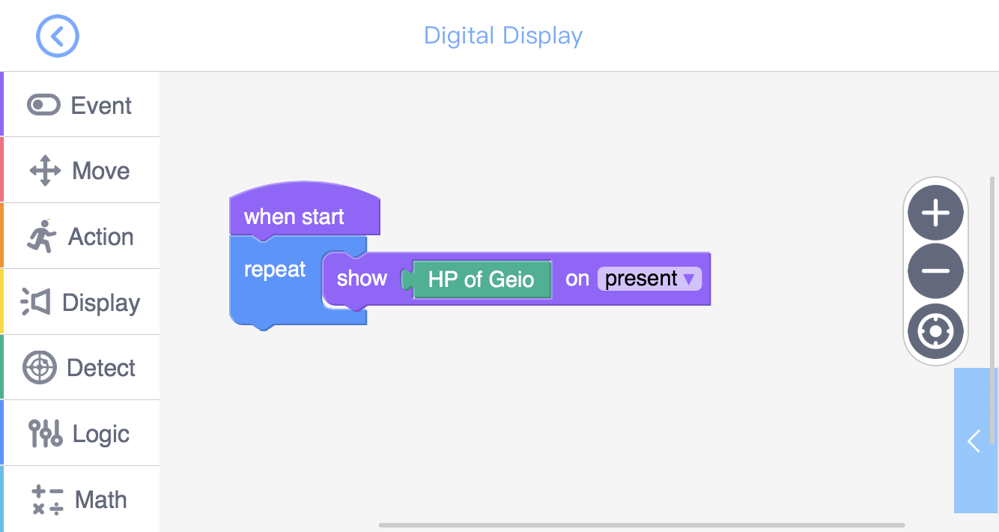 Digital Display
Event
Move
Action
Display
Detect
Logic
Math
when start
repeat
show HP of Geio on present